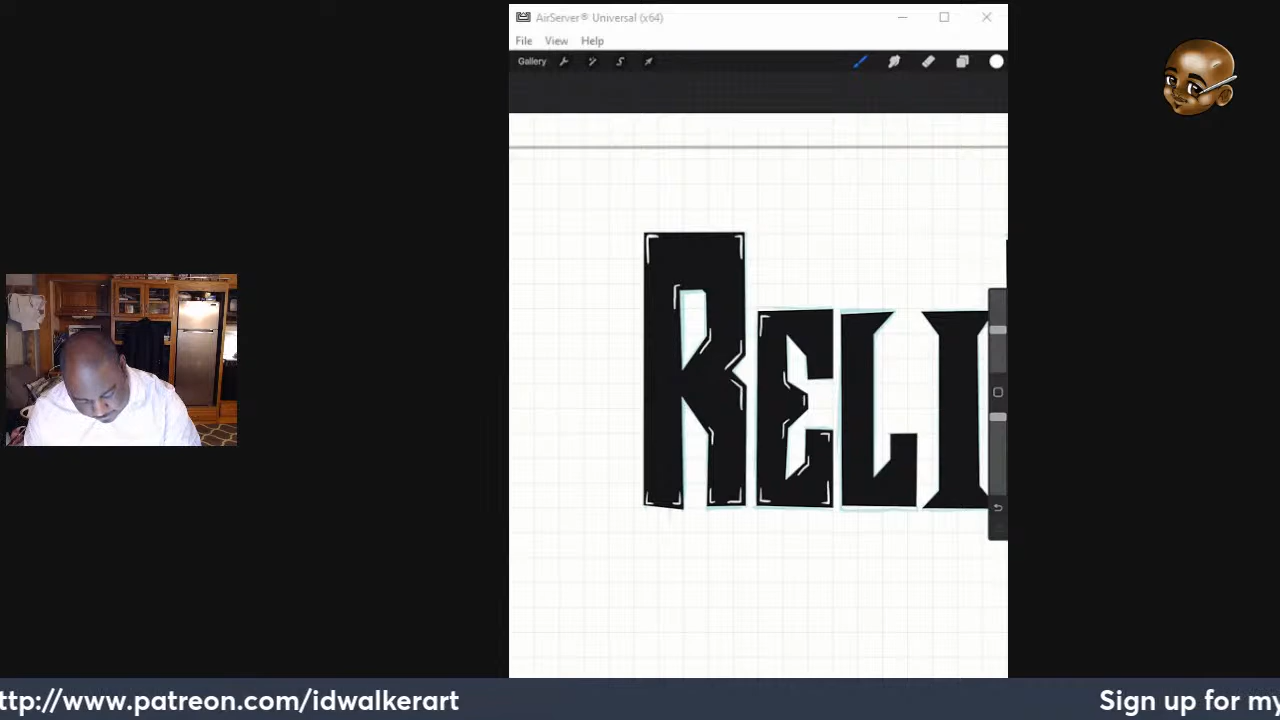 AirServer® Universal (x64)
File View Help
Gallery
RELI
ttp://www.patreon.com/idwalkerart
Sign up for my